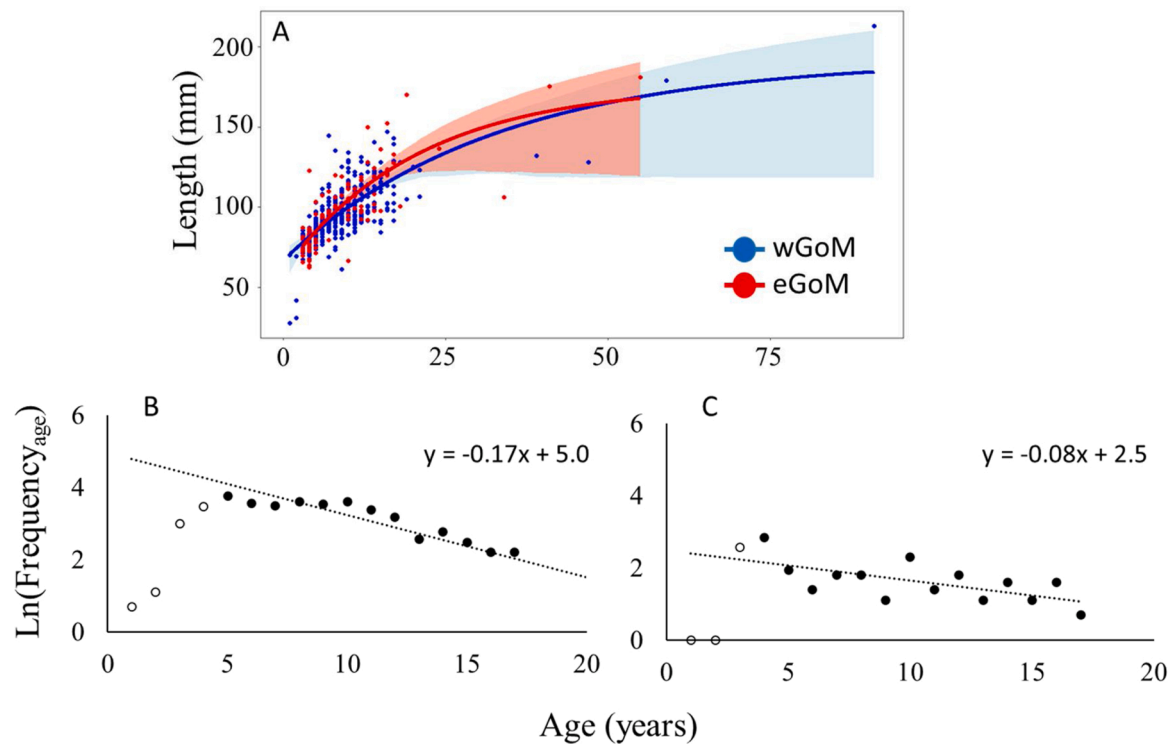 A
Length (mm)
200
150
100
50
0
25
50
75
wGoM
eGoM
B
C
Ln(Frequency_age)
6
4
2
0
y = -0.17x + 5.0
0
5
10
15
20
6
4
2
0
y = -0.08x + 2.5
0
5
10
15
20
Age (years)